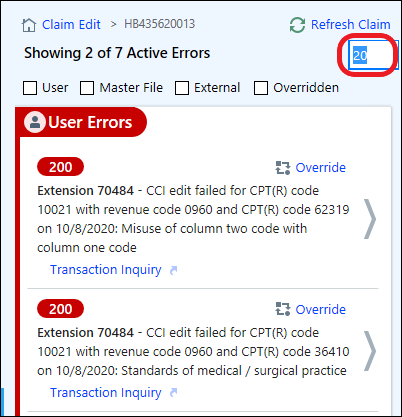 Claim Edit > HB435620013 Refresh Claim
Showing 2 of 7 Active Errors 20
User Master File External Overridden
User Errors
200 Override
Extension 70484 - CCI edit failed for CPT(R) code
10021 with revenue code 0960 and CPT(R) code 62319
on 10/8/2020: Misuse of column two code with
column one code
Transaction Inquiry
200 Override
Extension 70484 - CCI edit failed for CPT(R) code
10021 with revenue code 0960 and CPT(R) code 36410
on 10/8/2020: Standards of medical / surgical practice
Transaction Inquiry